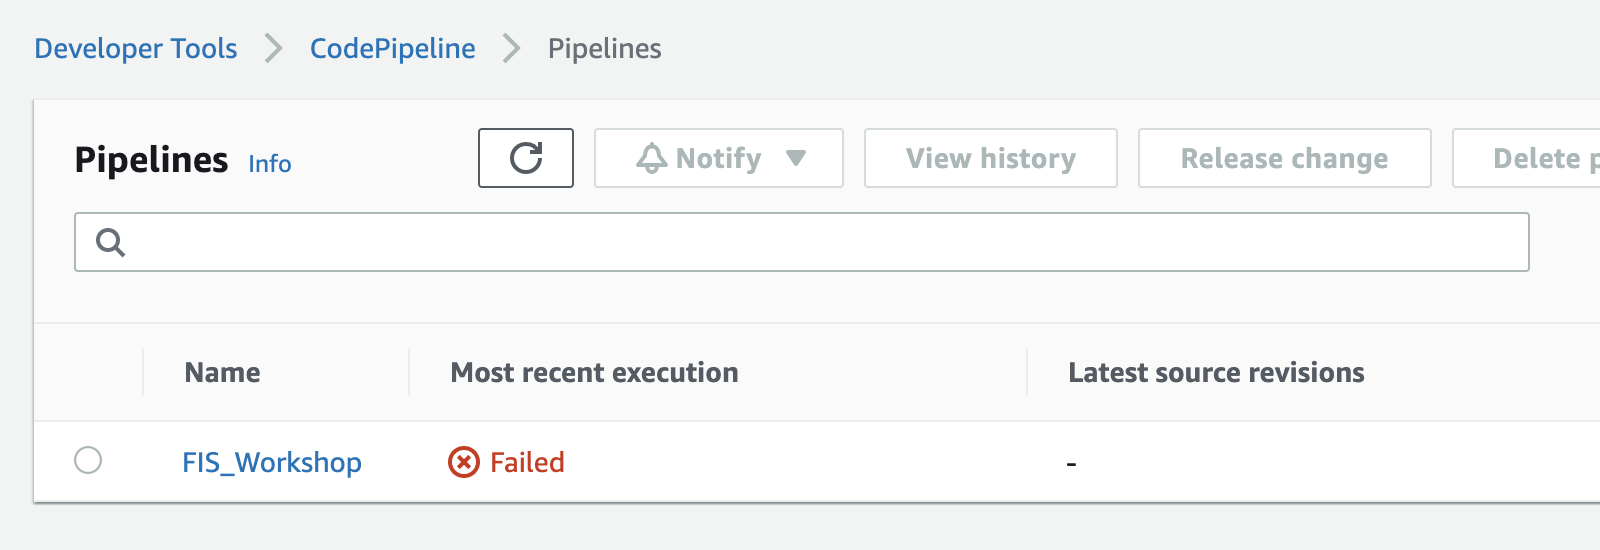 Developer Tools CodePipeline Pipelines
Pipelines Info Notify View history Release change Delete p
Name Most recent execution Latest source revisions
FIS_Workshop Failed -